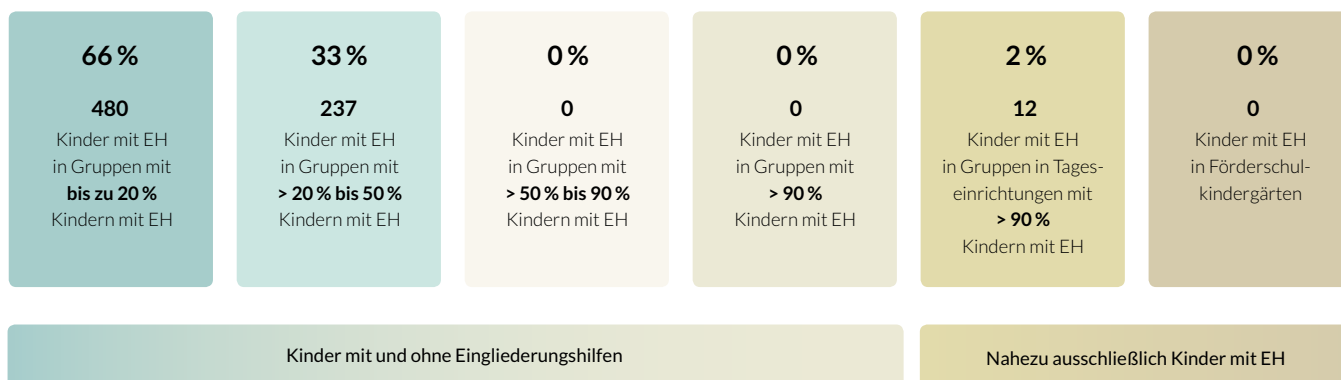 66 %
480
Kinder mit EH
in Gruppen mit
bis zu 20 %
Kindern mit EH
33 %
237
Kinder mit EH
in Gruppen mit
> 20 % bis 50 %
Kindern mit EH
0 %
0
Kinder mit EH
in Gruppen mit
> 50 % bis 90 %
Kindern mit EH
0 %
0
Kinder mit EH
in Gruppen mit
> 90 %
Kindern mit EH
2 %
12
Kinder mit EH
in Gruppen in Tages-
einrichtungen mit
> 90 %
Kindern mit EH
0 %
0
Kinder mit EH
in Förderschul-
kindergärten
Kinder mit und ohne Eingliederungshilfen
Nahezu ausschließlich Kinder mit EH